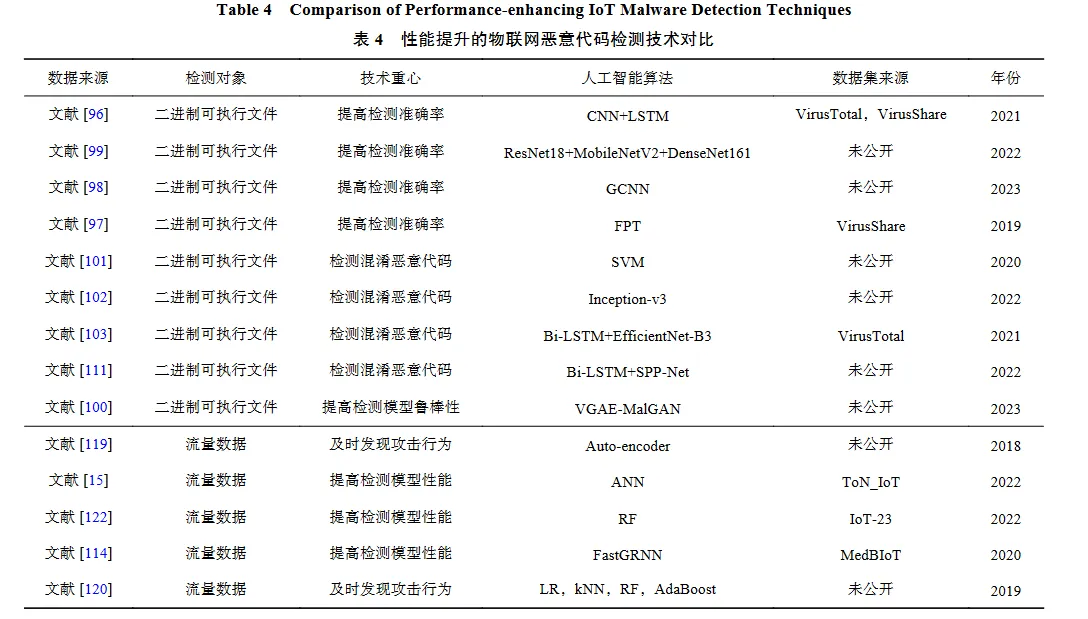 Table 4 Comparison of Performance-enhancing IoT Malware Detection Techniques
表 4 性能提升的物联网恶意代码检测技术对比
数据来源 检测对象 技术重心 人工智能算法 数据集来源 年份
文献 [96] 二进制可执行文件 提高检测准确率 CNN+LSTM VirusTotal，VirusShare 2021
文献 [99] 二进制可执行文件 提高检测准确率 ResNet18+MobileNetV2+DenseNet161 未公开 2022
文献 [98] 二进制可执行文件 提高检测准确率 GCNN 未公开 2023
文献 [97] 二进制可执行文件 提高检测准确率 FPT VirusShare 2019
文献 [101] 二进制可执行文件 检测混淆恶意代码 SVM 未公开 2020
文献 [102] 二进制可执行文件 检测混淆恶意代码 Inception-v3 未公开 2022
文献 [103] 二进制可执行文件 检测混淆恶意代码 Bi-LSTM+EfficientNet-B3 VirusTotal 2021
文献 [111] 二进制可执行文件 检测混淆恶意代码 Bi-LSTM+SPP-Net 未公开 2022
文献 [100] 二进制可执行文件 提高检测模型鲁棒性 VGAE-MalGAN 未公开 2023
文献 [119] 流量数据 及时发现攻击行为 Auto-encoder 未公开 2018
文献 [15] 流量数据 提高检测模型性能 ANN ToN_IoT 2022
文献 [122] 流量数据 提高检测模型性能 RF IoT-23 2022
文献 [114] 流量数据 提高检测模型性能 FastGRNN MedBIoT 2020
文献 [120] 流量数据 及时发现攻击行为 LR，kNN，RF，AdaBoost 未公开 2019